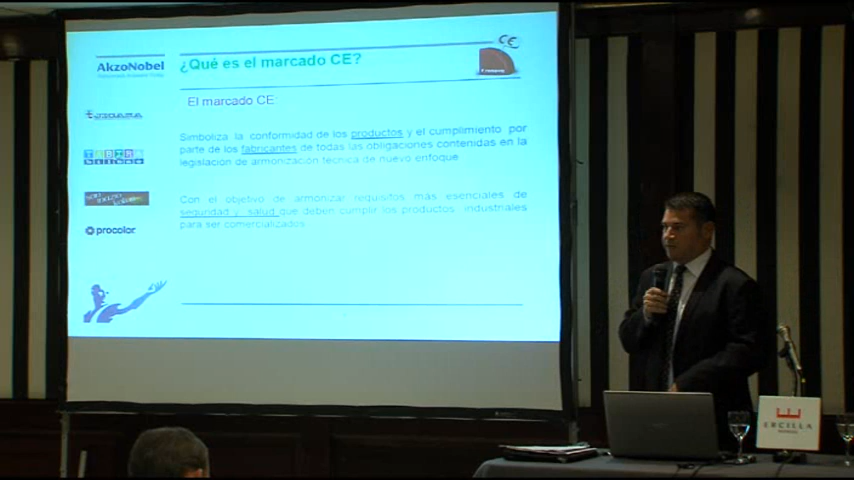 AkzoNobel
¿Qué es el marcado CE?
CE
El marcado CE
Simboliza la conformidad de los productos y el cumplimiento por
parte de los fabricantes de todas las obligaciones contenidas en la
legislación de armonización técnica de nuevo enfoque
Con el objetivo de armonizar requisitos más esenciales de
seguridad y salud que deben cumplir los productos industriales
para ser comercializados
procolor
ERCILLA